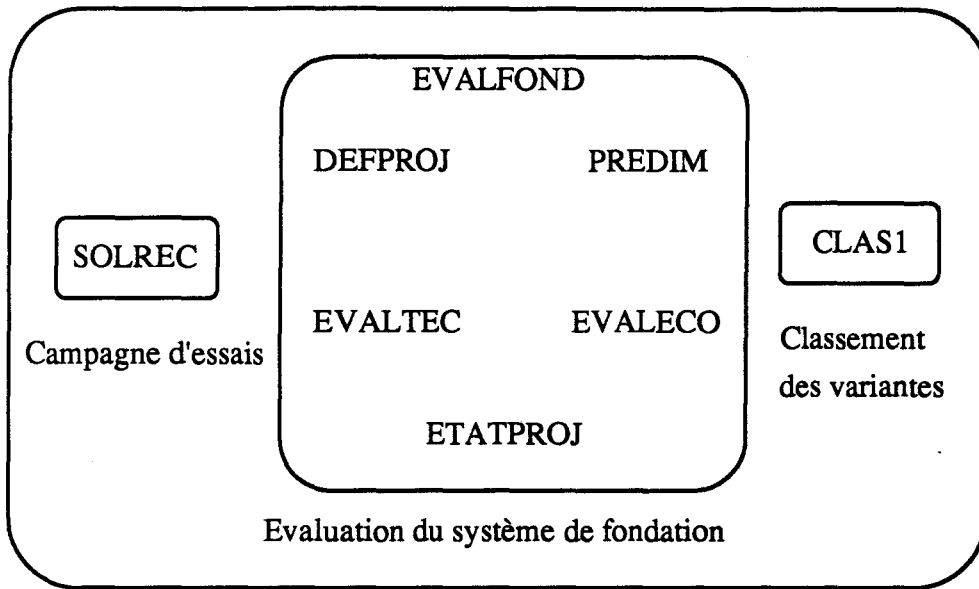 EVALFOND
DEFPROJ PREDIM
SOLREC
CLAS1
EVALTEC EVALECO
Campagne d'essais
Classement
des variantes
ETATPROJ
Evaluation du système de fondation